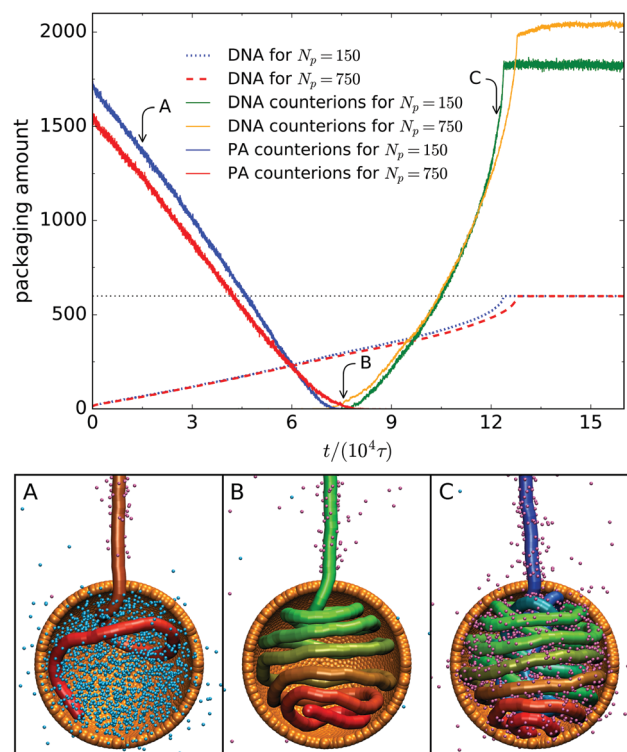 2000
1500
1000
500
0
packaging amount
DNA for N_p = 150
DNA for N_p = 750
DNA counterions for N_p = 150
DNA counterions for N_p = 750
PA counterions for N_p = 150
PA counterions for N_p = 750
A
B
C
0 3 6 9 12 15
t/(10⁴τ)
A B C